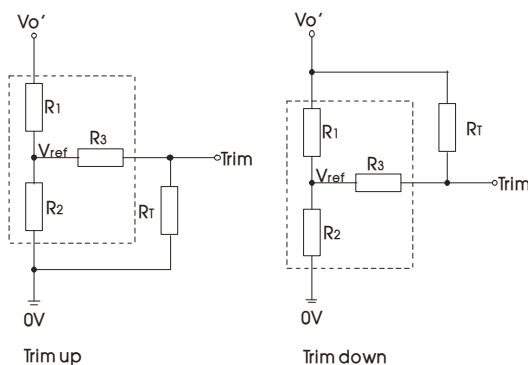 Vo'
R1
R3
Vref
Trim
R2
RT
0V
Trim up
Vo'
R1
RT
R3
Vref
Trim
R2
0V
Trim down